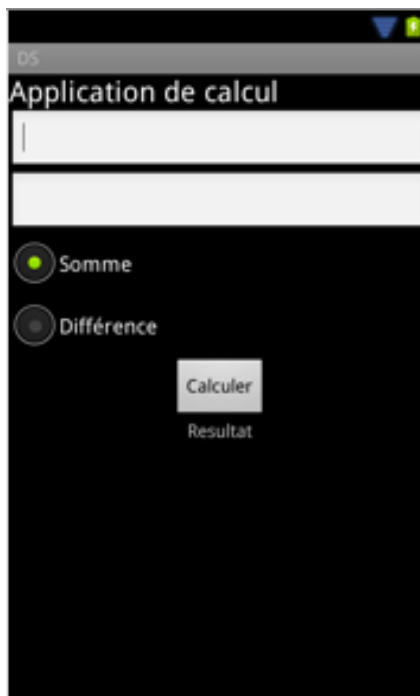 DS
Application de calcul
Somme
Différence
Calculer
Resultat